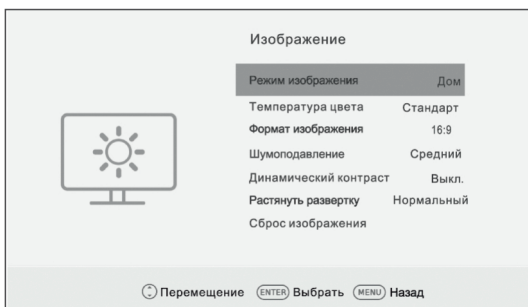 Изображение
Режим изображения Дом
Температура цвета Стандарт
Формат изображения 16:9
Шумоподавление Средний
Динамический контраст Выкл.
Растянуть развертку Нормальный
Сброс изображения
Перемещение ENTER Выбрать MENU Назад